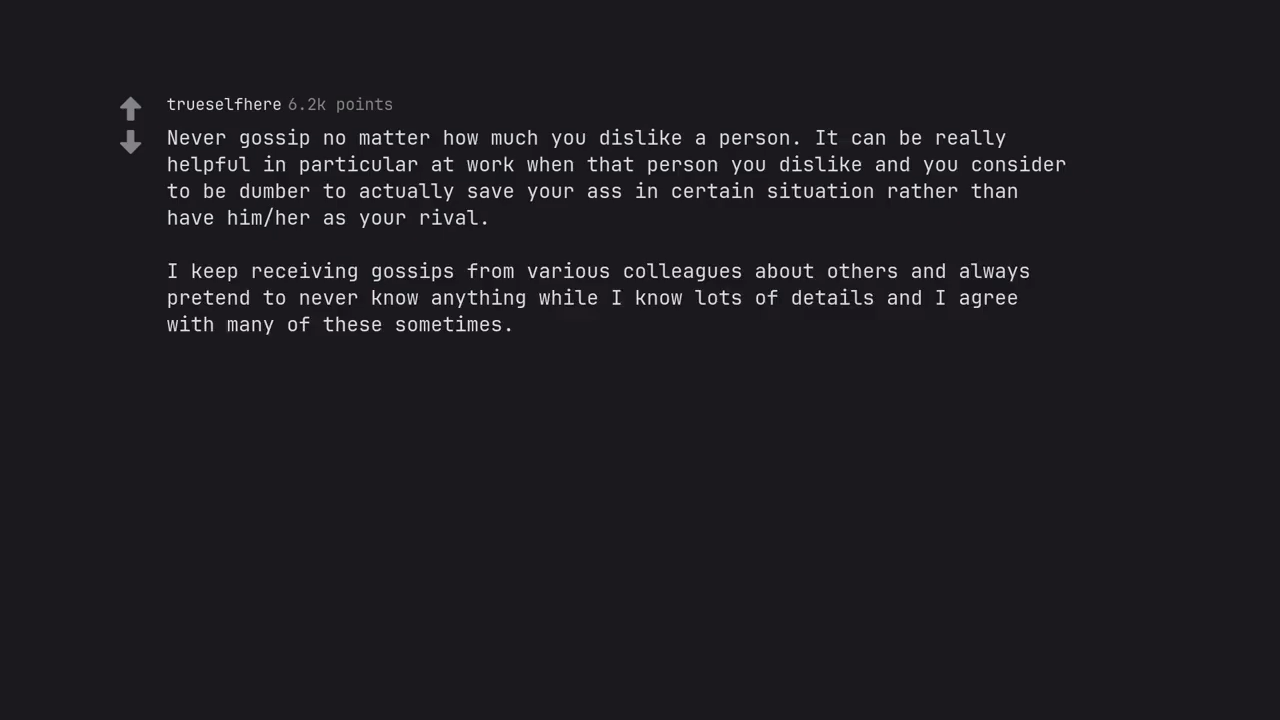 trueselfhere 6.2k points
Never gossip no matter how much you dislike a person. It can be really
helpful in particular at work when that person you dislike and you consider
to be dumber to actually save your ass in certain situation rather than
have him/her as your rival.
I keep receiving gossips from various colleagues about others and always
pretend to never know anything while I know lots of details and I agree
with many of these sometimes.